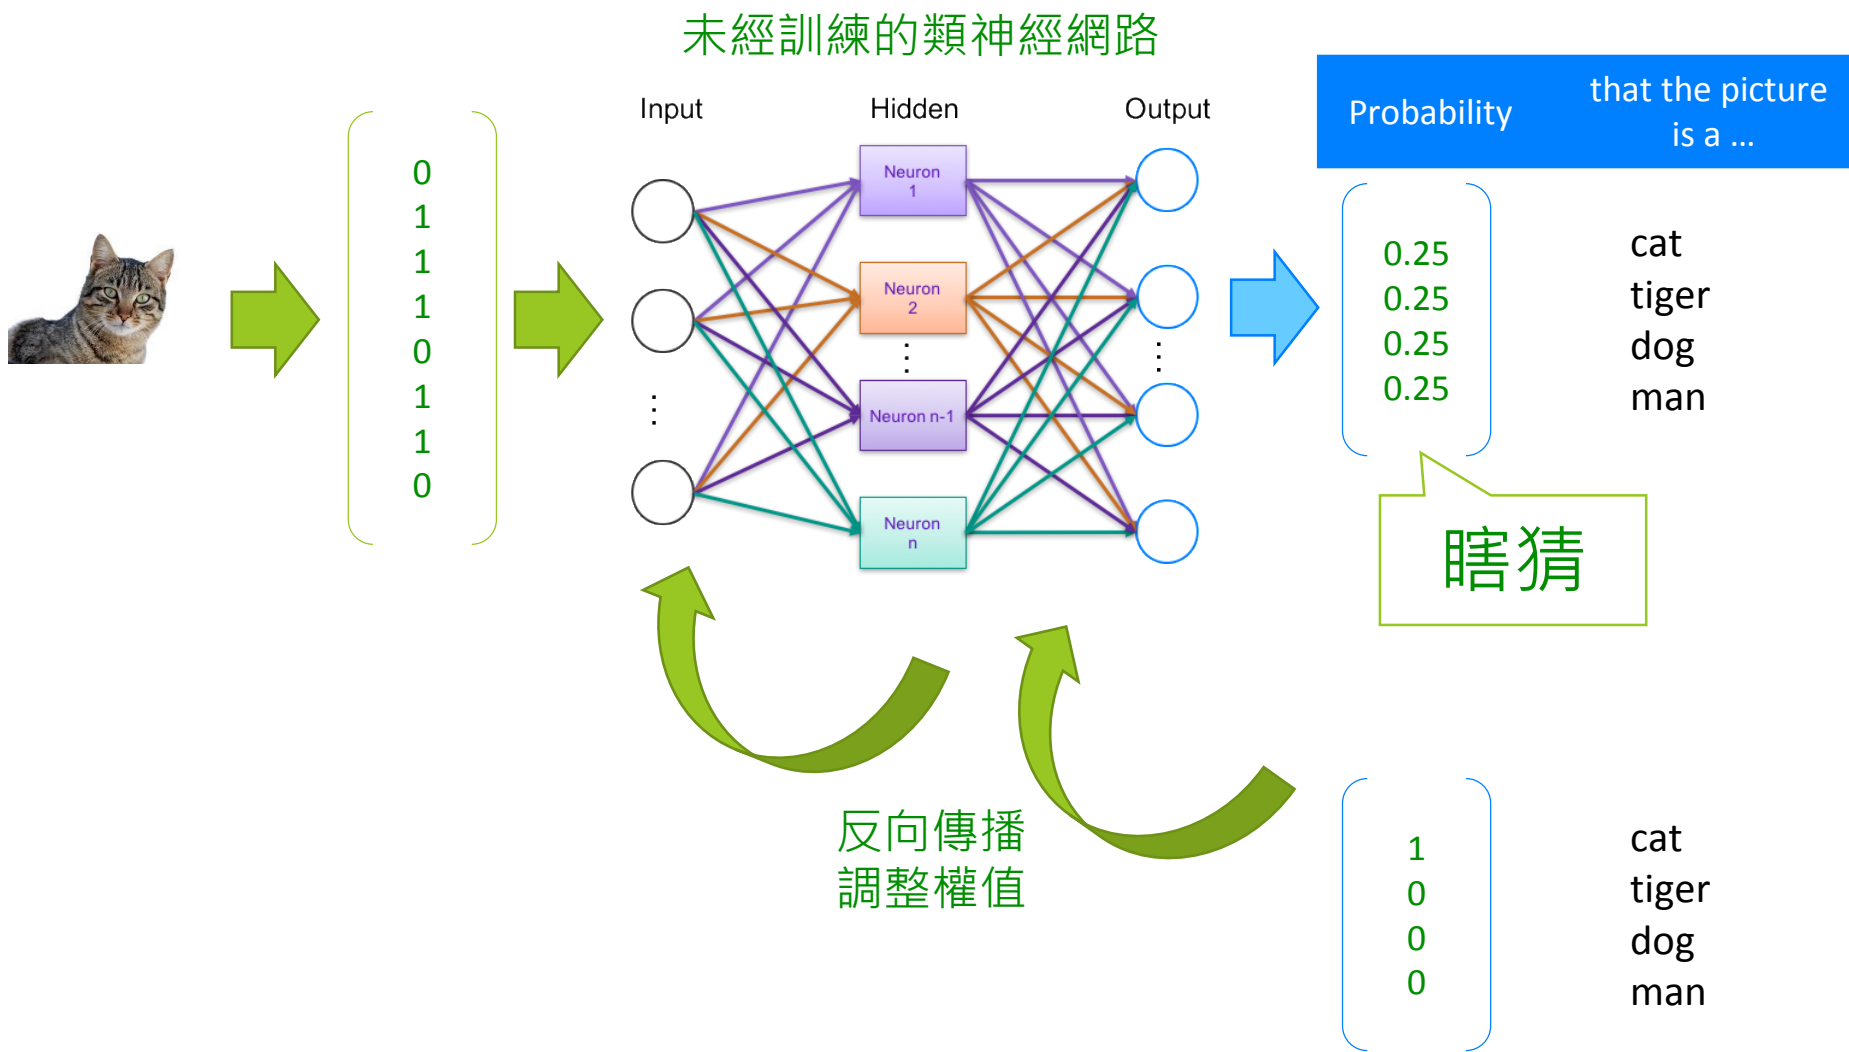 未經訓練的類神經網路
Input
Hidden
Output
Probability
that the picture
is a ...
0
1
1
1
0
1
1
0
Neuron
1
Neuron
2
⋮
Neuron n-1
Neuron
n
⋮
⋮
0.25
0.25
0.25
0.25
cat
tiger
dog
man
瞎猜
反向傳播
調整權值
1
0
0
0
cat
tiger
dog
man